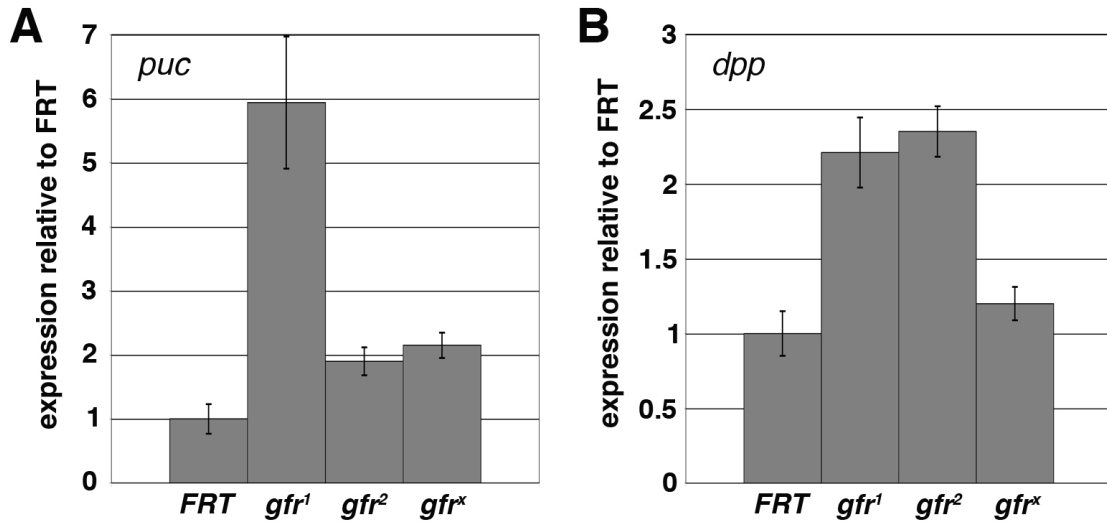 A
puc
expression relative to FRT
7
6
5
4
3
2
1
0
FRT gfr¹ gfr² gfrˣ
B
dpp
expression relative to FRT
3
2.5
2
1.5
1
0.5
0
FRT gfr¹ gfr² gfrˣ